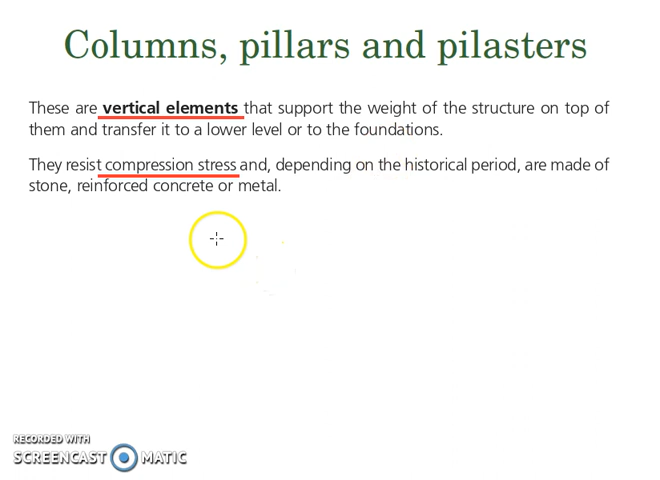 Columns, pillars and pilasters
These are vertical elements that support the weight of the structure on top of
them and transfer it to a lower level or to the foundations.
They resist compression stress and, depending on the historical period, are made of
stone, reinforced concrete or metal.
RECORDED WITH
SCREENCAST MATIC